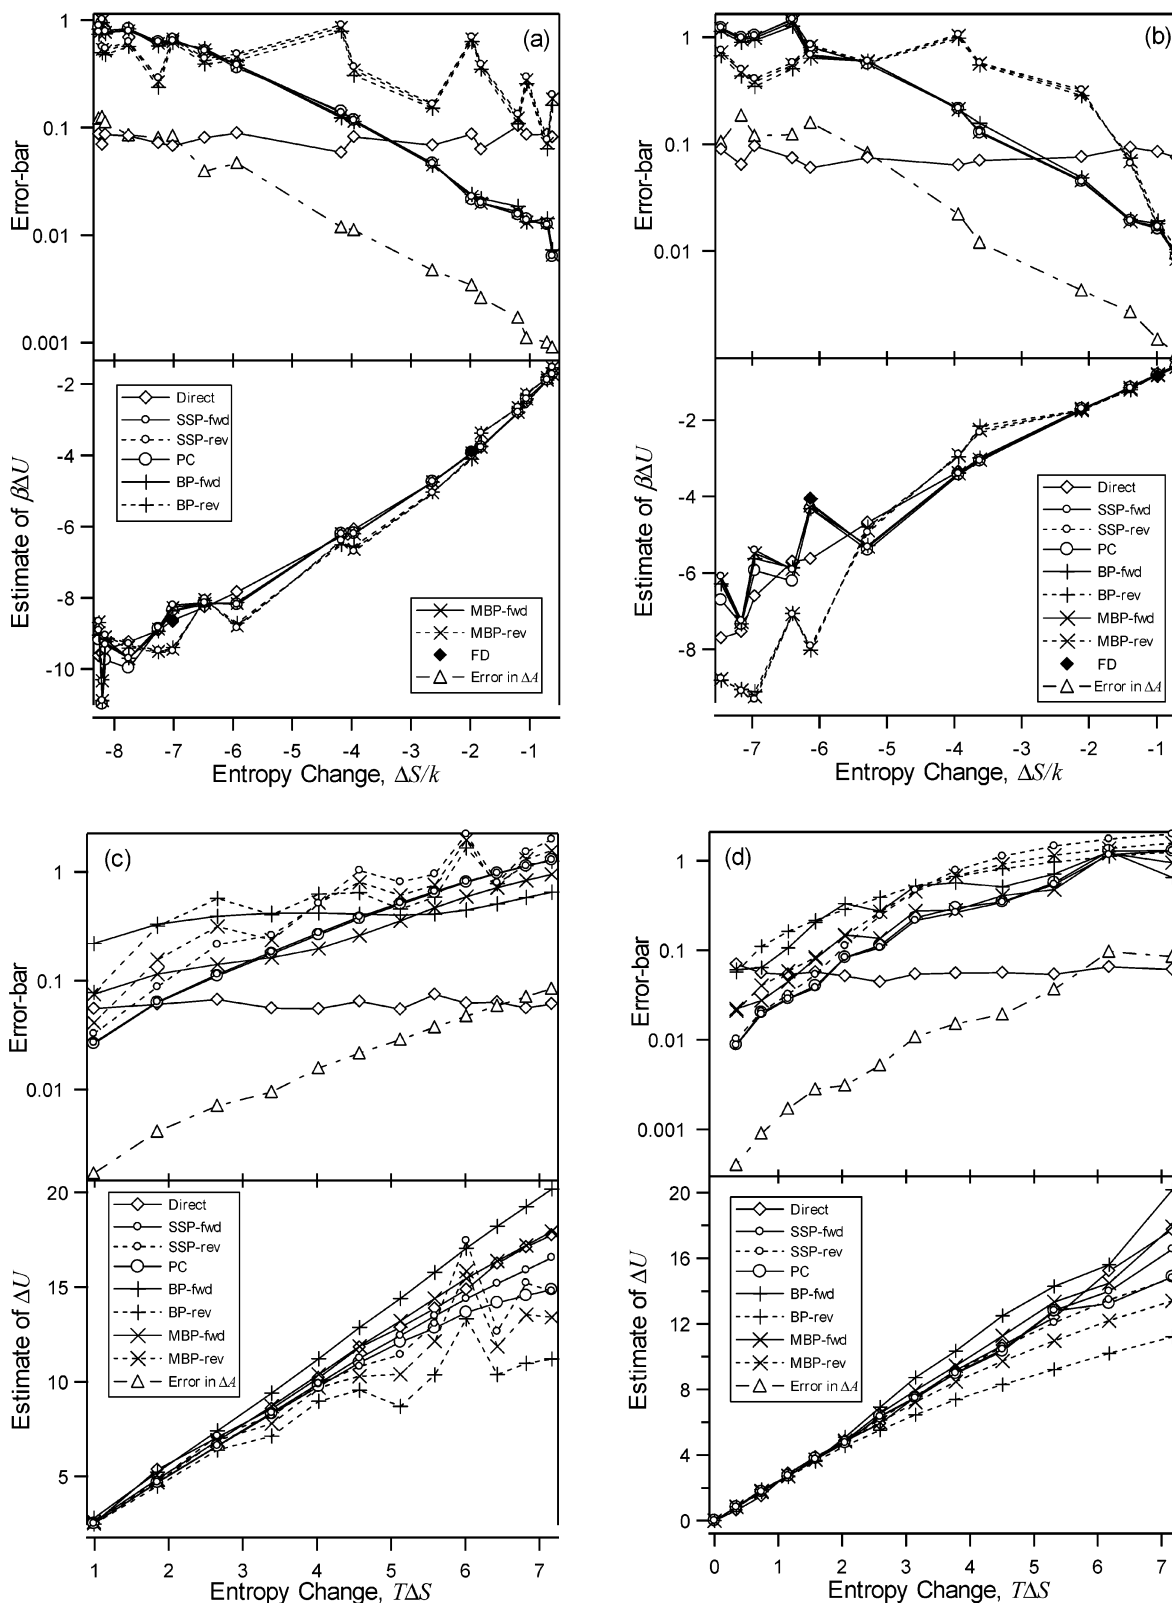 (a)
1
0.1
0.01
0.001
Error-bar
-2
-4
-6
-8
-10
Estimate of βΔU
Direct
SSP-fwd
SSP-rev
PC
BP-fwd
BP-rev
MBP-fwd
MBP-rev
FD
Error in ΔA
-8 -7 -6 -5 -4 -3 -2 -1
Entropy Change, ΔS/k
(b)
1
0.1
0.01
Error-bar
-2
-4
-6
-8
Estimate of βΔU
Direct
SSP-fwd
SSP-rev
PC
BP-fwd
BP-rev
MBP-fwd
MBP-rev
FD
Error in ΔA
-7 -6 -5 -4 -3 -2 -1
Entropy Change, ΔS/k
(c)
1
0.1
0.01
Error-bar
20
15
10
5
Estimate of ΔU
Direct
SSP-fwd
SSP-rev
PC
BP-fwd
BP-rev
MBP-fwd
MBP-rev
Error in ΔA
1 2 3 4 5 6 7
Entropy Change, TΔS
(d)
1
0.1
0.01
0.001
Error-bar
20
16
12
8
4
0
Estimate of ΔU
Direct
SSP-fwd
SSP-rev
PC
BP-fwd
BP-rev
MBP-fwd
MBP-rev
Error in ΔA
0 1 2 3 4 5 6 7
Entropy Change, TΔS